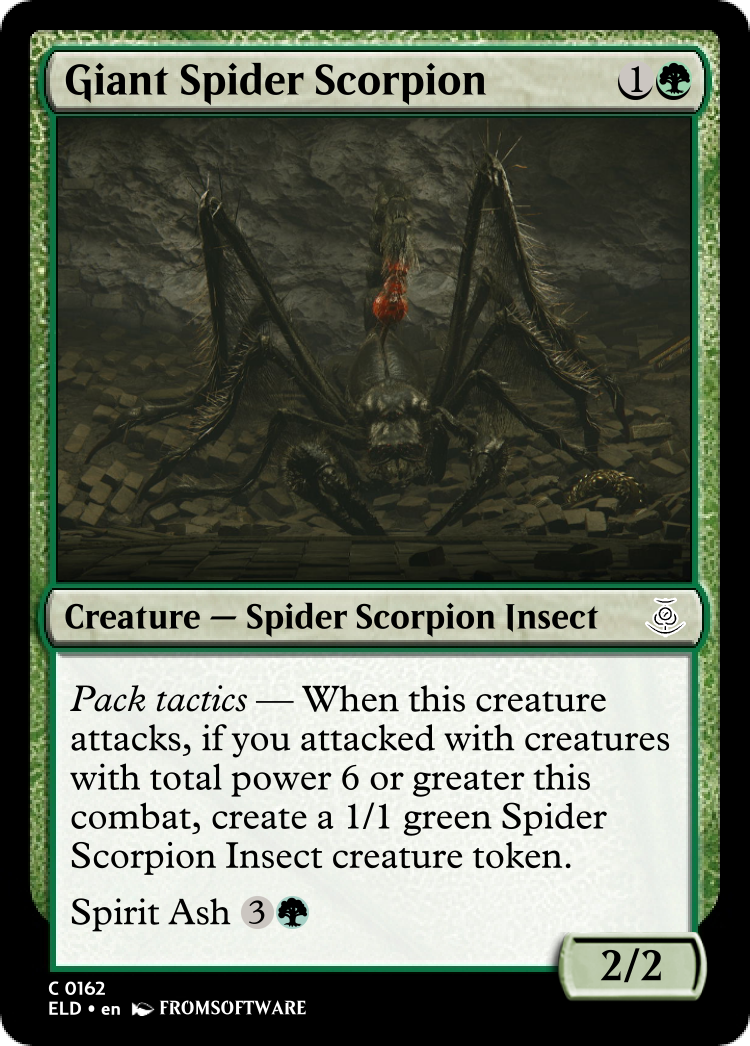 Giant Spider Scorpion 1
Creature — Spider Scorpion Insect
Pack tactics — When this creature
attacks, if you attacked with creatures
with total power 6 or greater this
combat, create a 1/1 green Spider
Scorpion Insect creature token.
Spirit Ash 3
2/2
C 0162
ELD • en FROMSOFTWARE